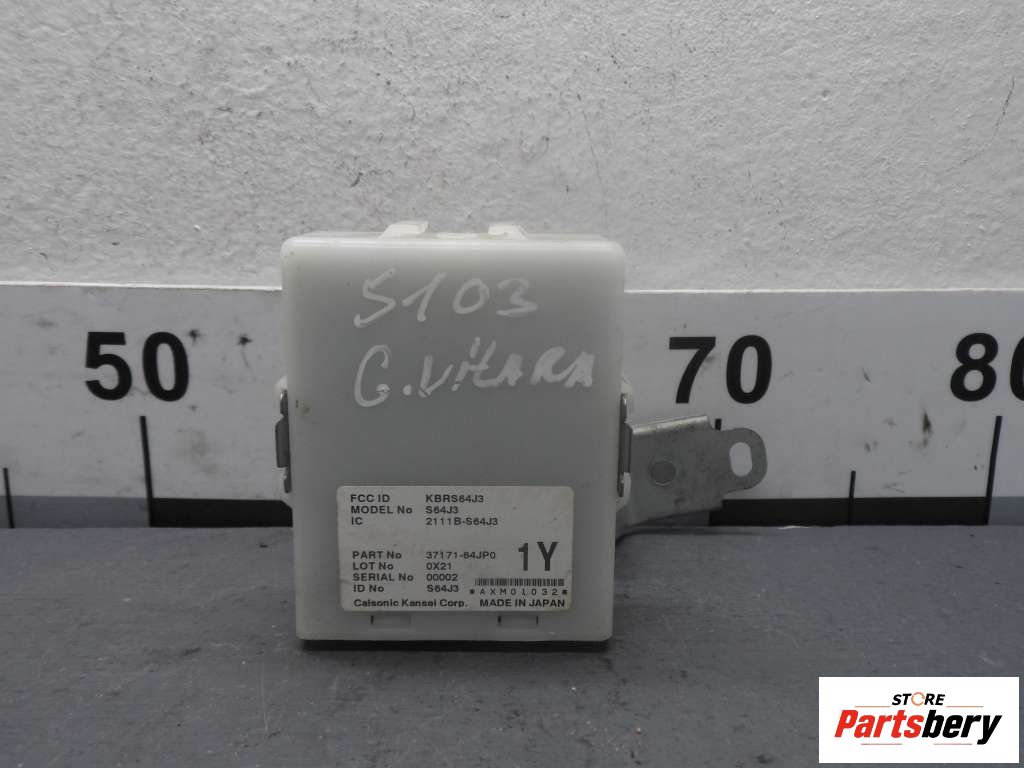 5103
G.VITARA
50 70 80
FCC ID KBRS64J3
MODEL No S64J3
IC 2111B-S64J3
PART No 37171-64JP0 1Y
LOT No 0X21
SERIAL No 00002
ID No S64J3 *AXM01032*
Calsonic Kansei Corp. MADE IN JAPAN
STORE
Partsbery